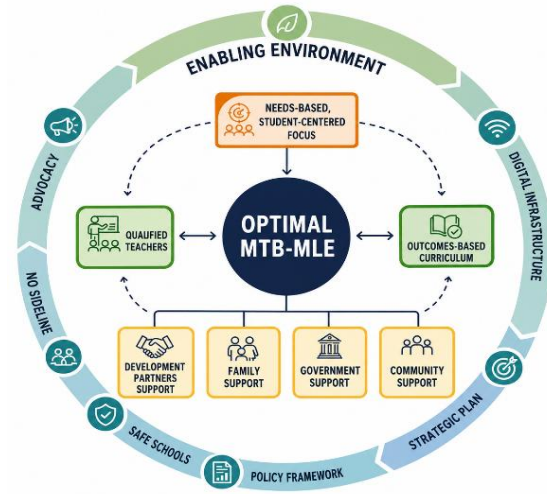 ENABLING ENVIRONMENT
NEEDS-BASED,
STUDENT-CENTERED
FOCUS
ADVOCACY
DIGITAL INFRASTRUCTURE
QUAUFIED
TEACHERS
OPTIMAL
MTB-MLE
OUTCOMES-BASED
CURRICULUM
NO SIDELINE
DEVELOPMENT
PARTNERS
SUPPORT
FAMILY
SUPPORT
GOVERNMENT
SUPPORT
COMMUNITY
SUPPORT
SAFE SCHOOLS
POLICY FRAMEWORK
STRATEGIC PLAN